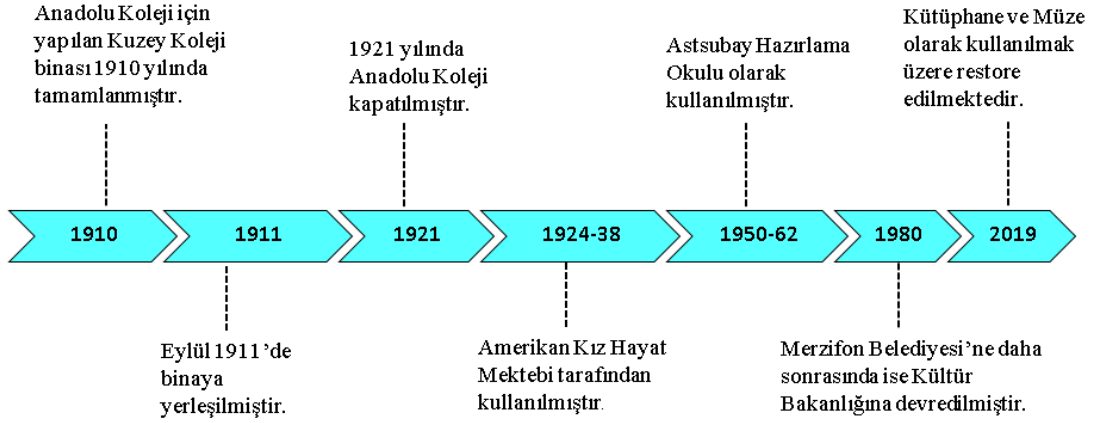 Anadolu Koleji için
yapılan Kuzey Koleji
binası 1910 yılında
tamamlanmıştır.
1921 yılında
Anadolu Koleji
kapatılmıştır.
Astsubay Hazırlama
Okulu olarak
kullanılmıştır.
Kütüphane ve Müze
olarak kullanılmak
üzere restore
edilmektedir.
1910 1911 1921 1924-38 1950-62 1980 2019
Eylül 1911’de
binaya
yerleşilmiştir.
Amerikan Kız Hayat
Mektebi tarafından
kullanılmıştır.
Merzifon Belediyesi’ne daha
sonrasında ise Kültür
Bakanlığına devredilmiştir.